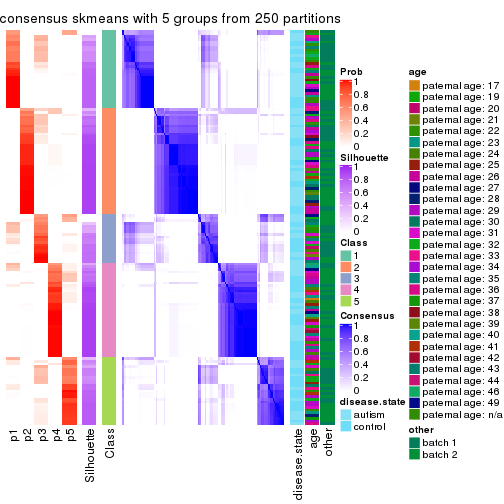 consensus skmeans with 5 groups from 250 partitions
p1
p2
p3
p4
p5
Silhouette
Class
disease.state
age
other
Prob
1
0.8
0.6
0.4
0.2
0
Silhouette
1
0.8
0.6
0.4
0.2
0
Class
1
2
3
4
5
Consensus
1
0.8
0.6
0.4
0.2
0
disease.state
autism
control
age
paternal age: 17
paternal age: 19
paternal age: 20
paternal age: 21
paternal age: 22
paternal age: 23
paternal age: 24
paternal age: 25
paternal age: 26
paternal age: 27
paternal age: 28
paternal age: 29
paternal age: 30
paternal age: 31
paternal age: 32
paternal age: 33
paternal age: 34
paternal age: 35
paternal age: 36
paternal age: 37
paternal age: 38
paternal age: 39
paternal age: 40
paternal age: 41
paternal age: 42
paternal age: 43
paternal age: 44
paternal age: 46
paternal age: 49
paternal age: n/a
other
batch 1
batch 2